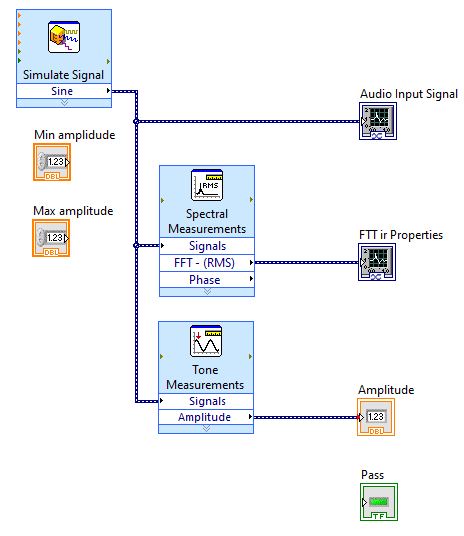 Simulate Signal
Sine
Audio Input Signal
Min amplidude
1.23
DBL
Max amplitude
1.23
DBL
RMS
Spectral
Measurements
Signals
FFT - (RMS)
Phase
FTT ir Properties
Tone
Measurements
Signals
Amplitude
Amplitude
1.23
DBL
Pass
TF